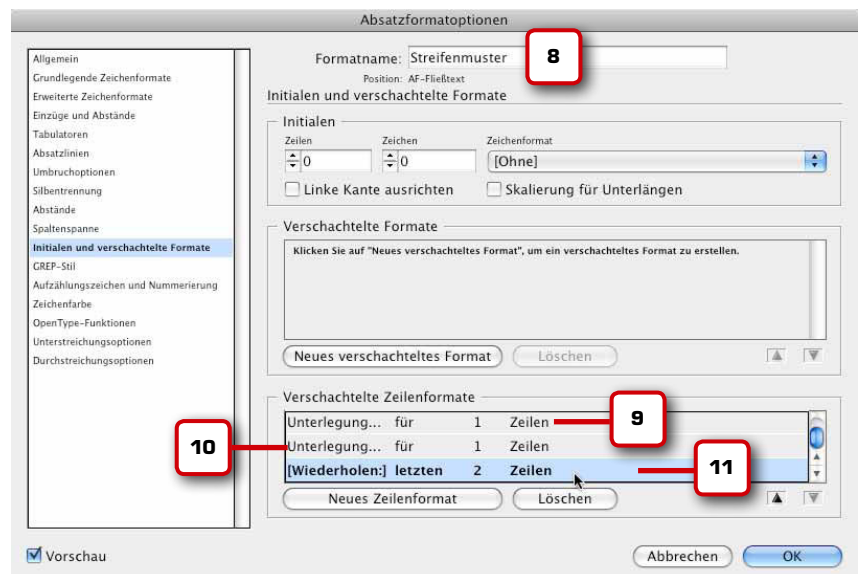 Absatzformatoptionen
Formatname: Streifenmuster
8
Position: AF-Fließtext
Allgemein
Grundlegende Zeichenformate
Erweiterte Zeichenformate
Einzüge und Abstände
Tabulatoren
Absatzlinien
Umbruchoptionen
Silbentrennung
Abstände
Spaltenspanne
Initialen und verschachtelte Formate
GREP-Stil
Aufzählungszeichen und Nummerierung
Zeichenfarbe
OpenType-Funktionen
Unterstreichungsoptionen
Durchstreichungsoptionen
Initialen und verschachtelte Formate
Initialen
Zeilen Zeichen Zeichenformat
0 0 [Ohne]
Linke Kante ausrichten Skalierung für Unterlängen
Verschachtelte Formate
Klicken Sie auf "Neues verschachteltes Format", um ein verschachteltes Format zu erstellen.
Neues verschachteltes Format Löschen
Verschachtelte Zeilenformate
Unterlegung... für 1 Zeilen
9
10
Unterlegung... für 1 Zeilen
[Wiederholen:] letzten 2 Zeilen
11
Neues Zeilenformat Löschen
Vorschau
Abbrechen OK